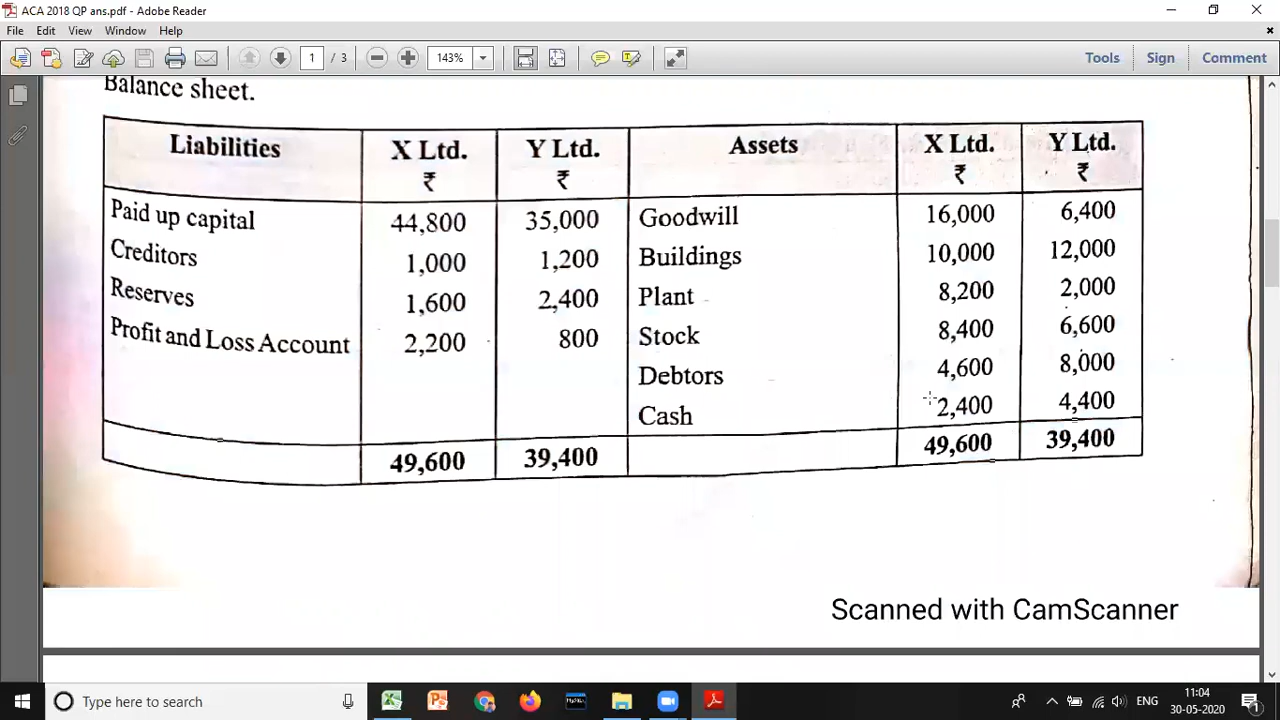 ACA 2018 QP ans.pdf - Adobe Reader
File Edit View Window Help
1 / 3 143% Tools Sign Comment
Balance sheet.
Liabilities X Ltd. Y Ltd. Assets X Ltd. Y Ltd.
₹ ₹ ₹ ₹
Paid up capital 44,800 35,000 Goodwill 16,000 6,400
Creditors 1,000 1,200 Buildings 10,000 12,000
Reserves 1,600 2,400 Plant 8,200 2,000
Profit and Loss Account 2,200 800 Stock 8,400 6,600
Debtors 4,600 8,000
Cash 2,400 4,400
49,600 39,400 49,600 39,400
Scanned with CamScanner
Type here to search
ENG
11:04
30-05-2020
1